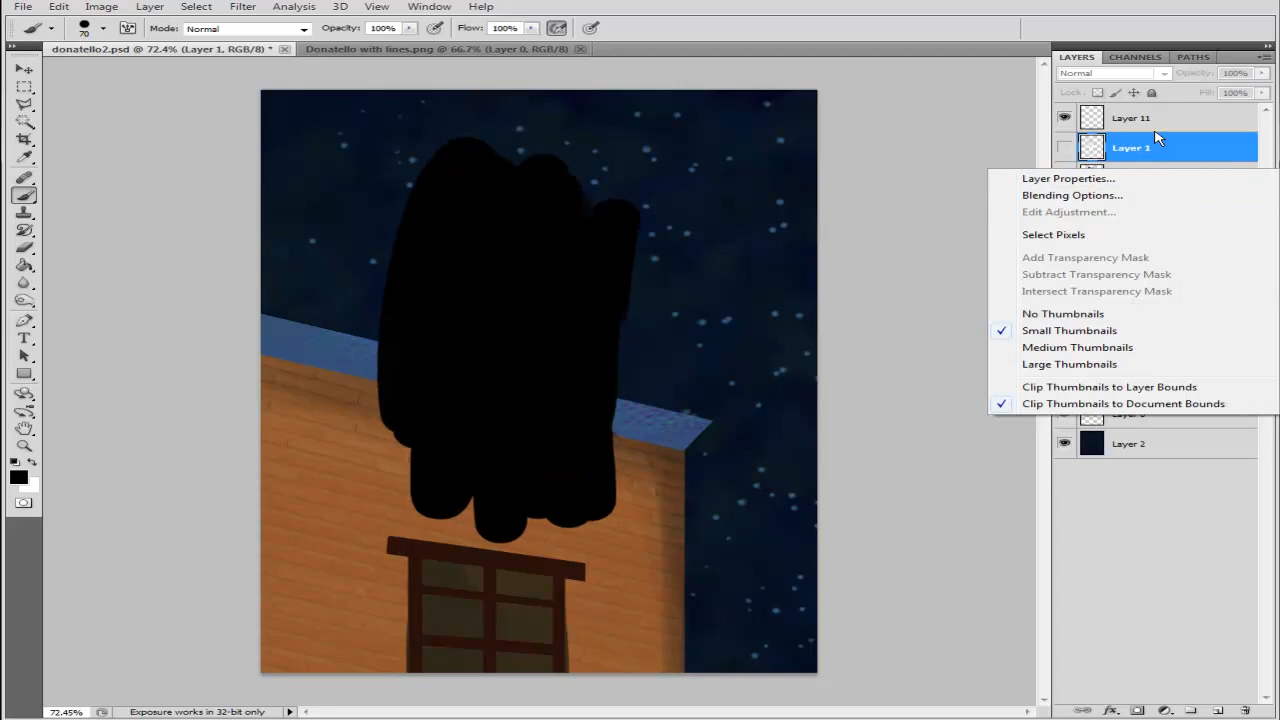 File Edit Image Layer Select Filter Analysis 3D View Window Help
70 Mode: Normal Opacity: 100% Flow: 100%
donatello2.psd @ 72.4% (Layer 1, RGB/8) * Donatello with lines.png @ 66.7% (Layer 0, RGB/8)
LAYERS CHANNELS PATHS
Normal Opacity: 100%
Lock: Fill: 100%
Layer 11
Layer 1
Layer Properties...
Blending Options...
Edit Adjustment...
Select Pixels
Add Transparency Mask
Subtract Transparency Mask
Intersect Transparency Mask
No Thumbnails
Small Thumbnails
Medium Thumbnails
Large Thumbnails
Clip Thumbnails to Layer Bounds
Clip Thumbnails to Document Bounds
Layer 2
72.45% Exposure works in 32-bit only